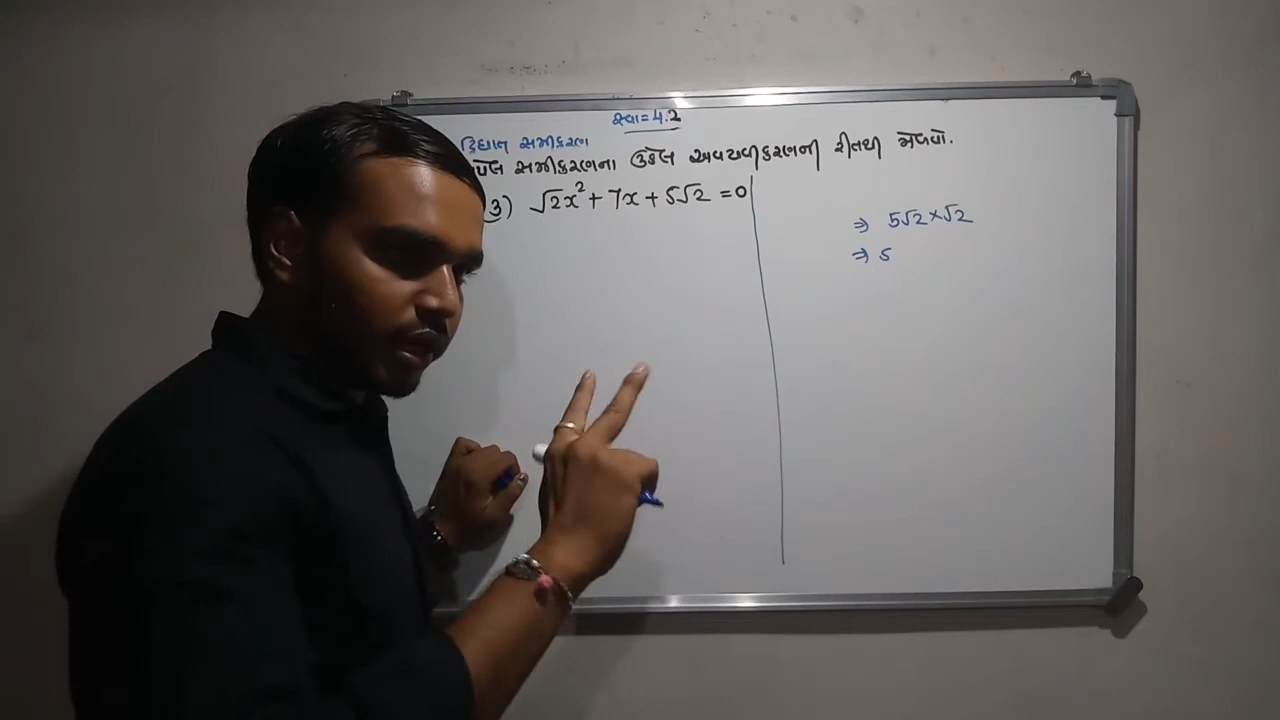 સ્વા=4.2
દ્વિઘાત સમીકરણ
સમીકરણના ઉકેલ અવયવીકરણની રીતથી મેળવો.
3) √2x² + 7x + 5√2 = 0
⇒ 5√2×√2
⇒ 5